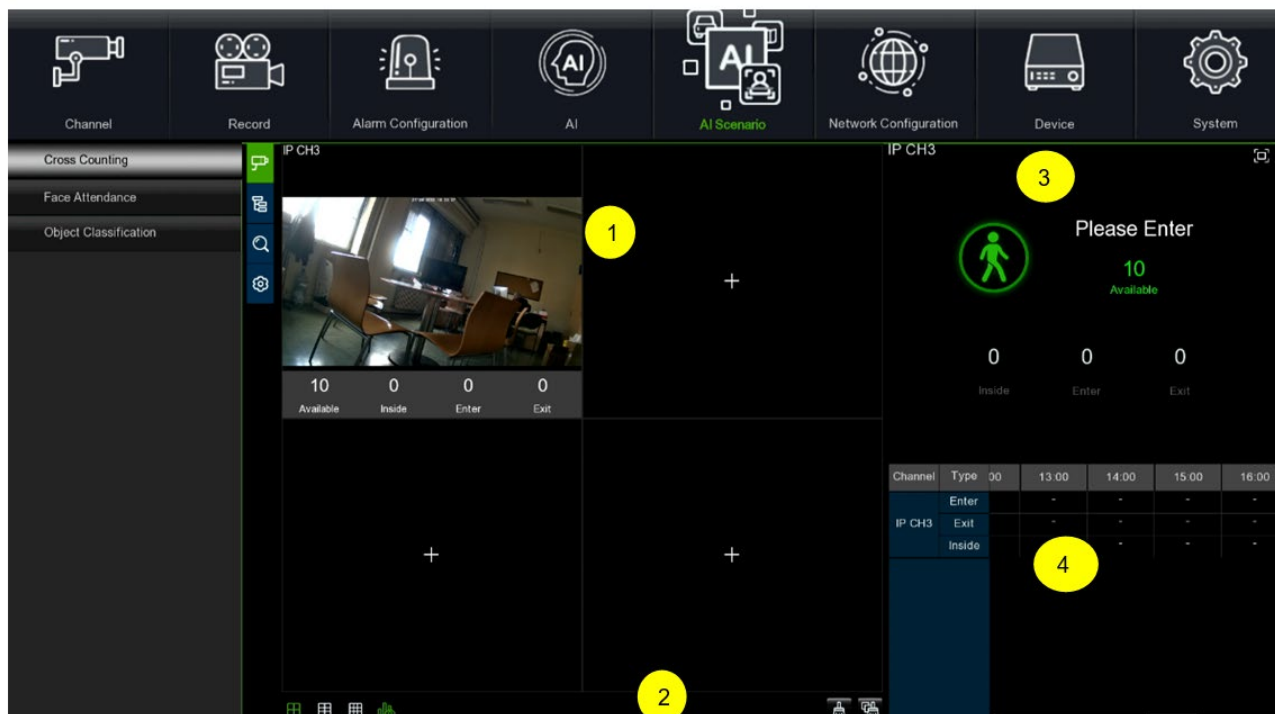 Channel
Record
Alarm Configuration
AI
AI
AI
AI Scenario
Network Configuration
Device
System
Cross Counting
Face Attendance
Object Classification
IP CH3
1
10 0 0 0
Available Inside Enter Exit
2
IP CH3
3
Please Enter
10
Available
0 0 0
Inside Enter Exit
Channel Type 00 13:00 14:00 15:00 16:00
Enter - - - -
IP CH3 Exit - - - -
Inside - - -
4